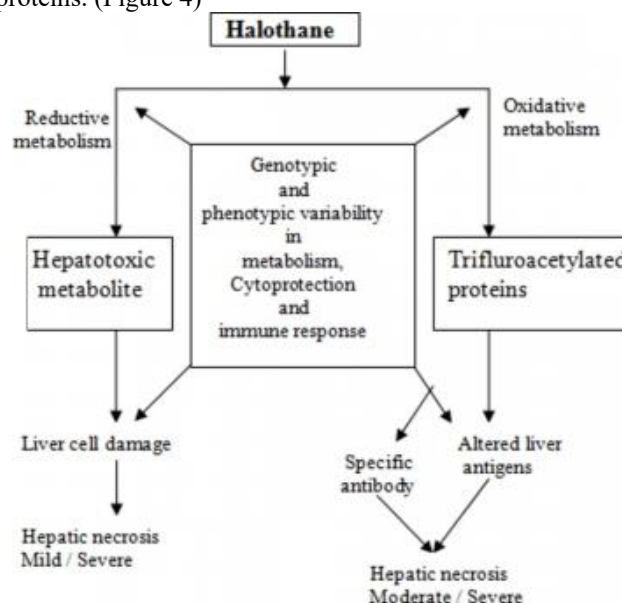 proteins. (Figure 4)
Halothane
Reductive
metabolism
Oxidative
metabolism
Genotypic
and
phenotypic variability
in
metabolism,
Cytoprotection
and
immune response
Hepatotoxic
metabolite
Trifluroacetylated
proteins
Liver cell damage
Specific
antibody
Altered liver
antigens
Hepatic necrosis
Mild / Severe
Hepatic necrosis
Moderate / Severe